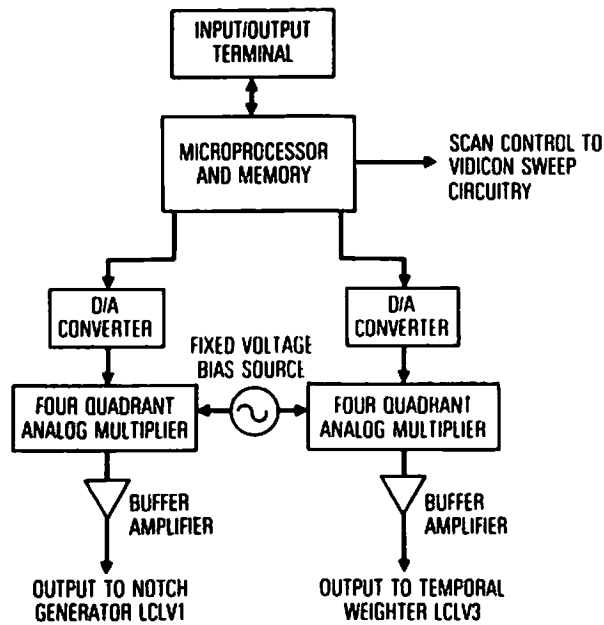 INPUT/OUTPUT
TERMINAL
MICROPROCESSOR
AND MEMORY
SCAN CONTROL TO
VIDICON SWEEP
CIRCUITRY
D/A
CONVERTER
D/A
CONVERTER
FIXED VOLTAGE
BIAS SOURCE
FOUR QUADRANT
ANALOG MULTIPLIER
FOUR QUADRANT
ANALOG MULTIPLIER
BUFFER
AMPLIFIER
BUFFER
AMPLIFIER
OUTPUT TO NOTCH
GENERATOR LCLV1
OUTPUT TO TEMPORAL
WEIGHTER LCLV3